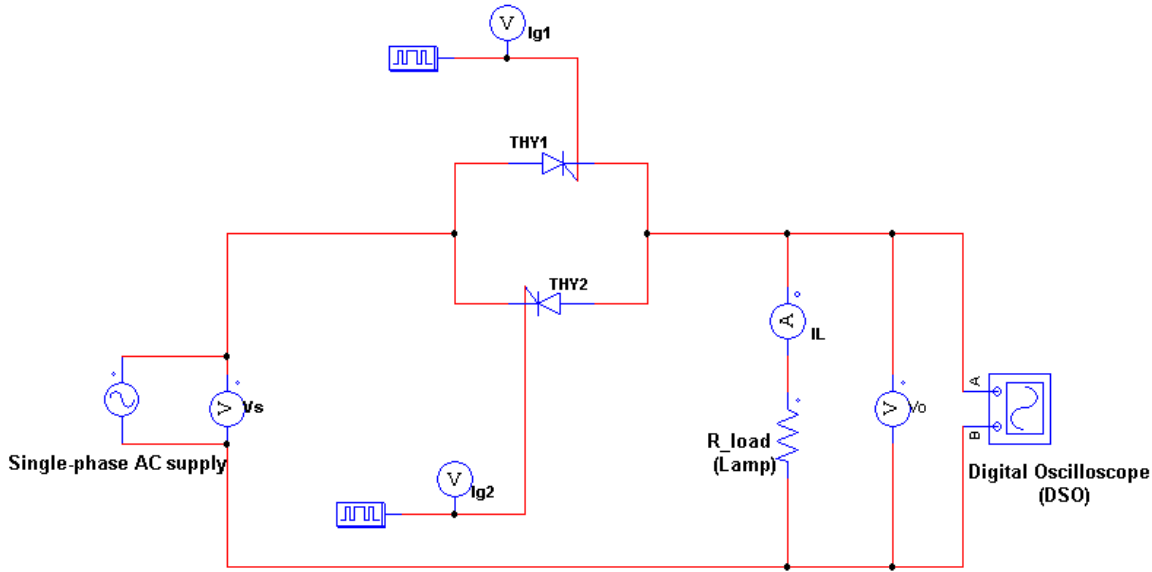 V
Ig1
THY1
THY2
A
IL
A
V
Vs
V
Vo
B
R_load
(Lamp)
Single-phase AC supply
V
Ig2
Digital Oscilloscope
(DSO)